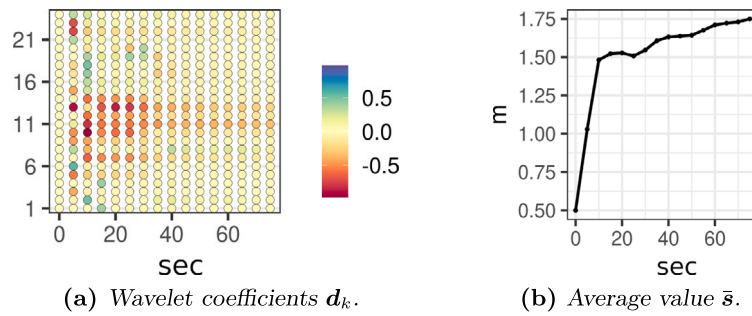 21
16
11
6
1
0 20 40 60
sec
0.5
0.0
-0.5
(a) Wavelet coefficients d_k.
1.75
1.50
1.25
1.00
0.75
0.50
m
0 20 40 60
sec
(b) Average value s̄.